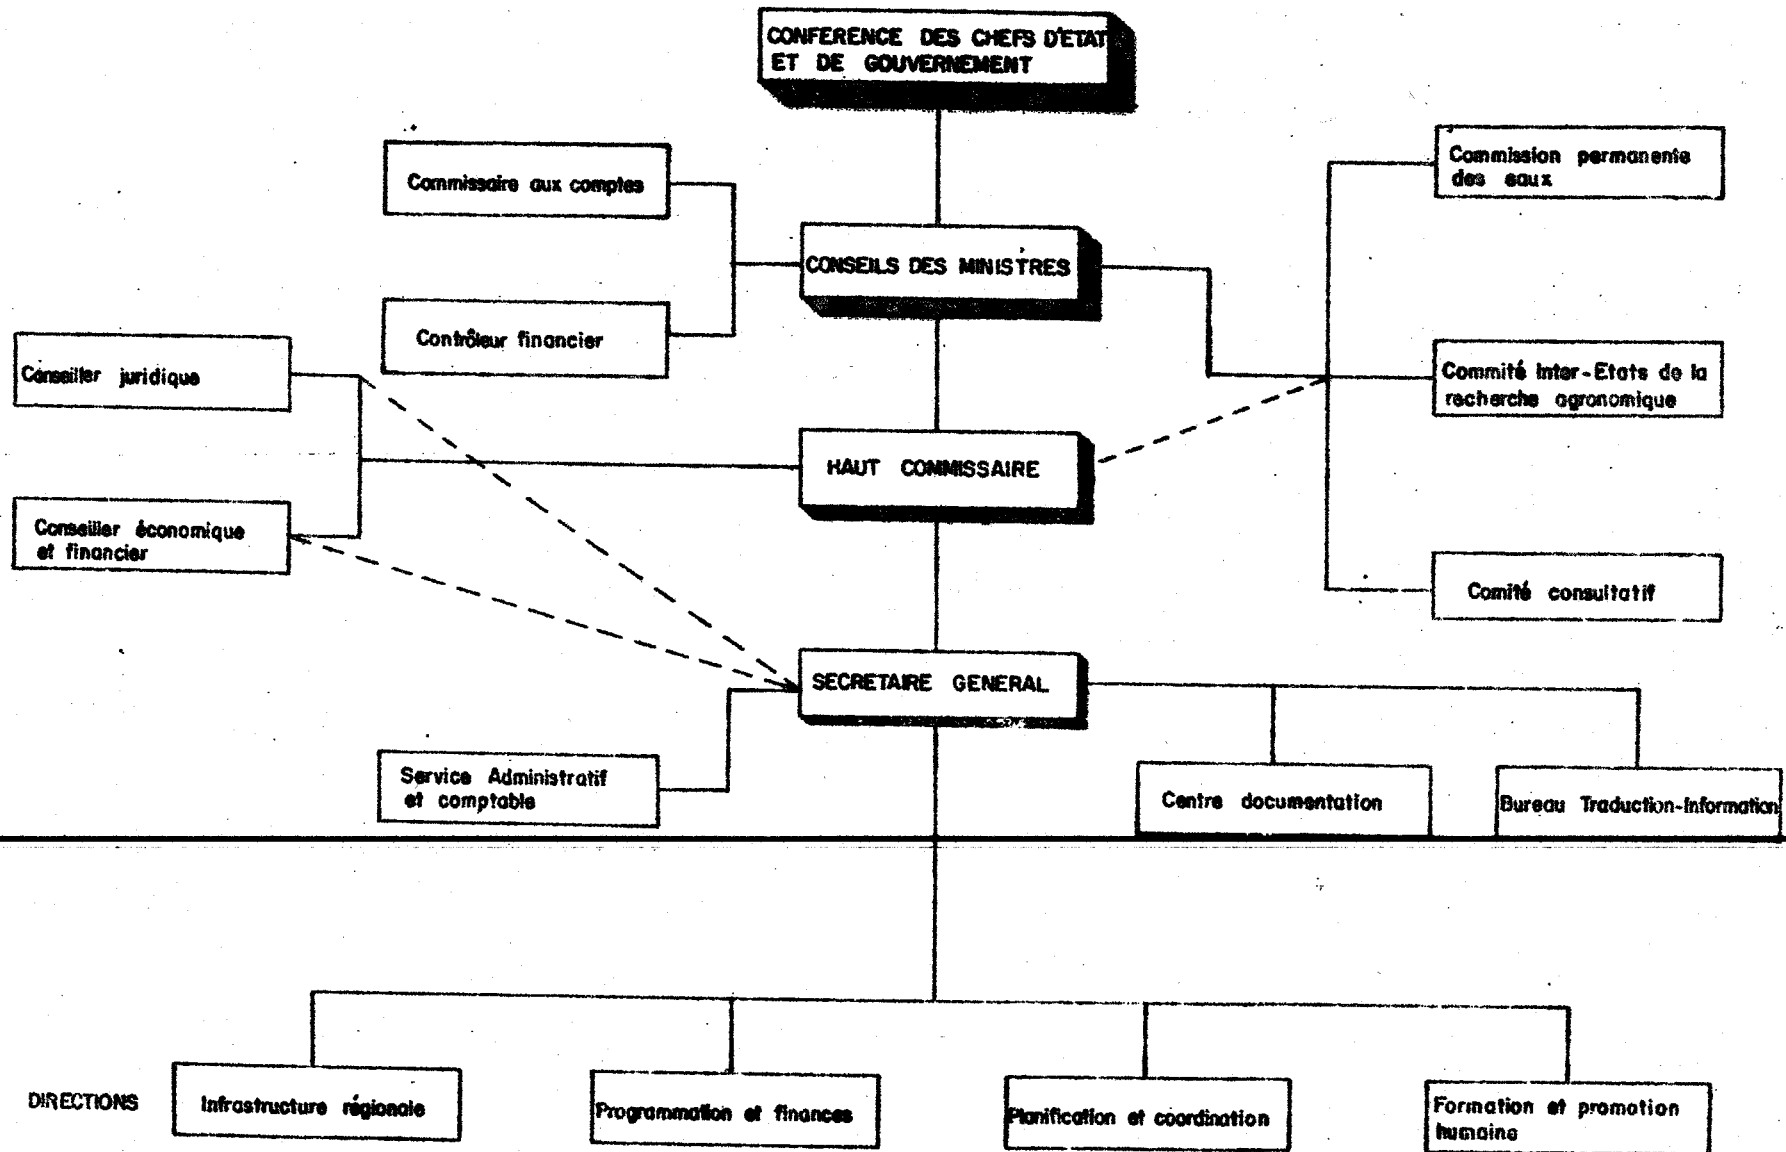 CONFERENCE DES CHEFS D'ETAT
ET DE GOUVERNEMENT
Commissaire aux comptes
Commission permanente
des eaux
CONSEILS DES MINISTRES
Contrôleur financier
Conseiller juridique
Commité Inter-Etats de la
recherche agronomique
HAUT COMMISSAIRE
Conseiller économique
et financier
Comité consultatif
SECRETAIRE GENERAL
Service Administratif
et comptable
Centre documentation
Bureau Traduction-Information
DIRECTIONS
Infrastructure régionale
Programmation et finances
Planification et coordination
Formation et promotion
humaine